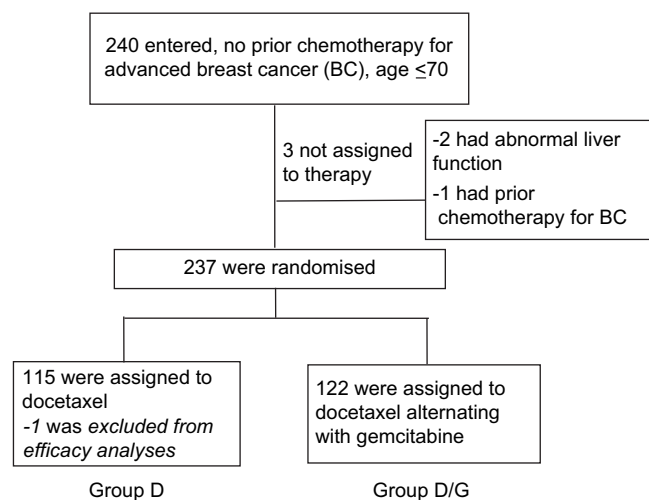 240 entered, no prior chemotherapy for
advanced breast cancer (BC), age ≤70
3 not assigned
to therapy
-2 had abnormal liver
function
-1 had prior
chemotherapy for BC
237 were randomised
115 were assigned to
docetaxel
-1 was excluded from
efficacy analyses
122 were assigned to
docetaxel alternating
with gemcitabine
Group D
Group D/G